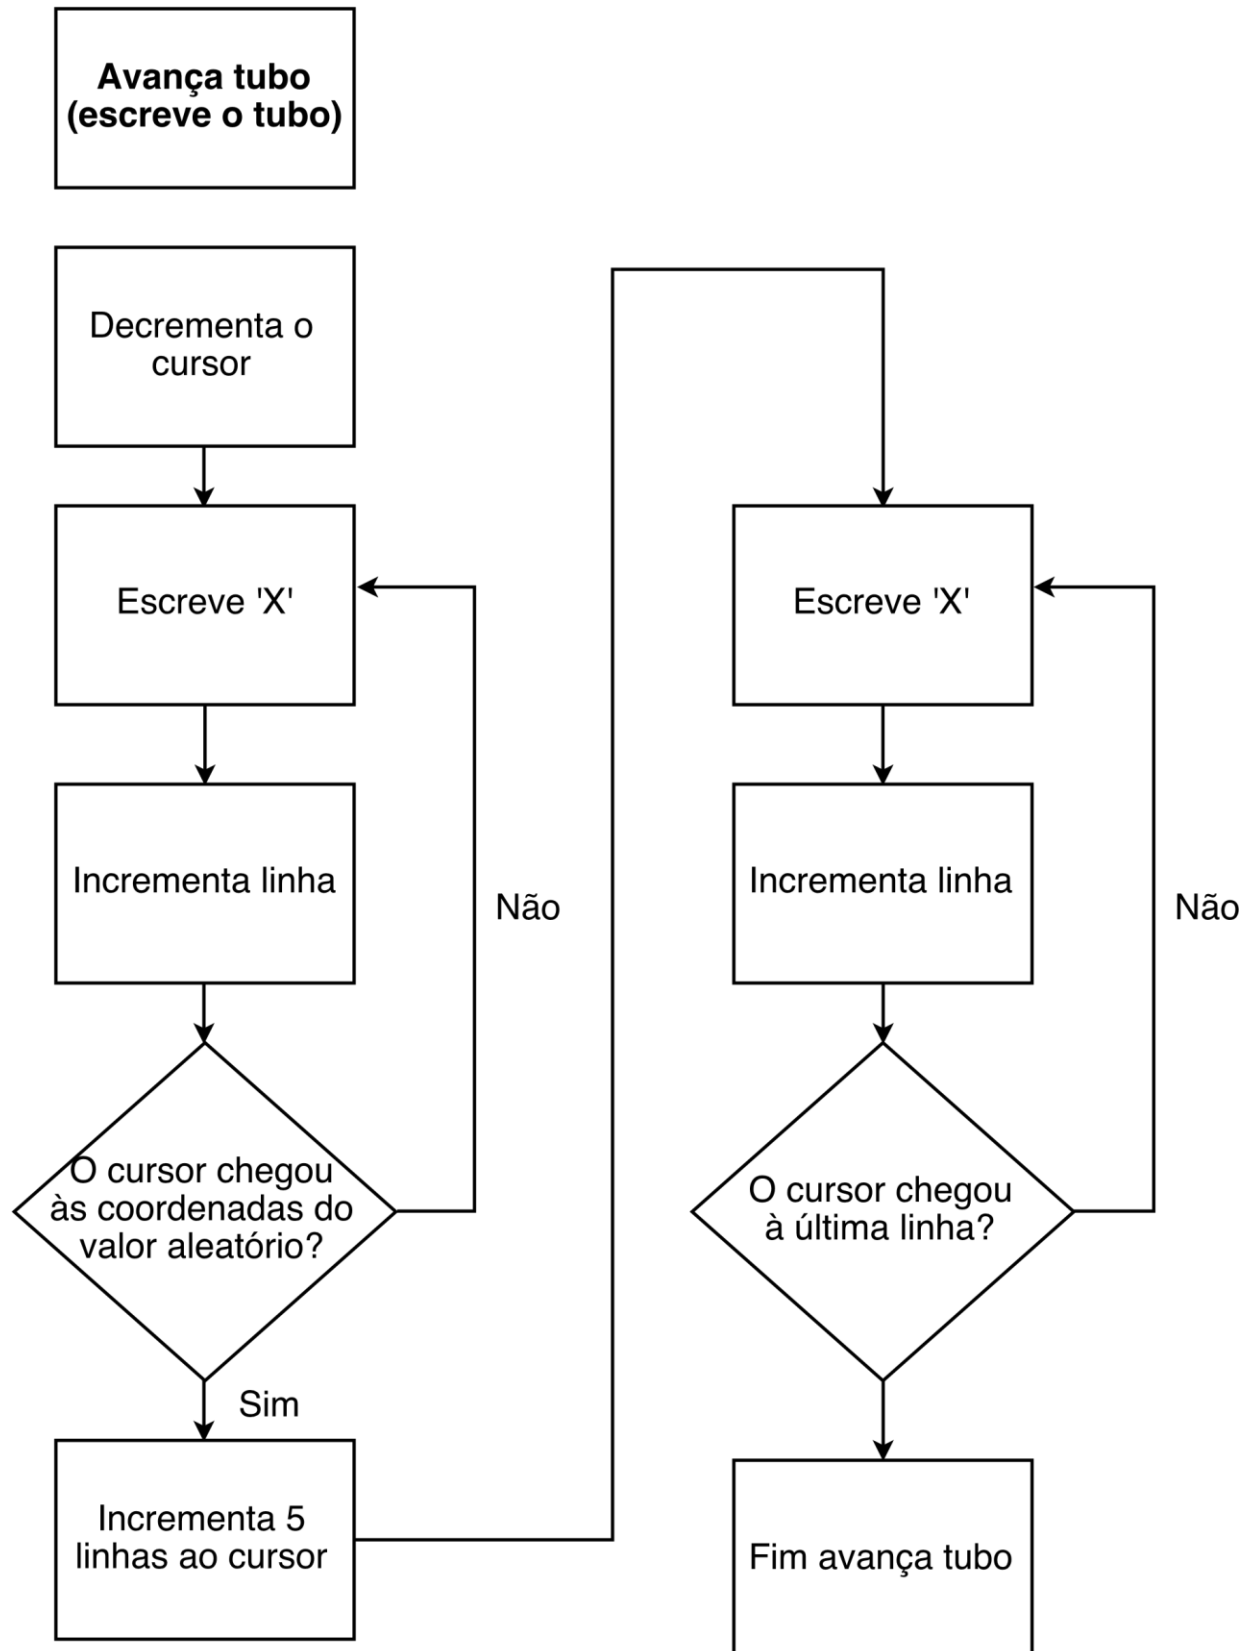 Avança tubo
(escreve o tubo)
Decrementa o
cursor
Escreve 'X'
Incrementa linha
Não
O cursor chegou
às coordenadas do
valor aleatório?
Sim
Incrementa 5
linhas ao cursor
Escreve 'X'
Incrementa linha
Não
O cursor chegou
à última linha?
Fim avança tubo